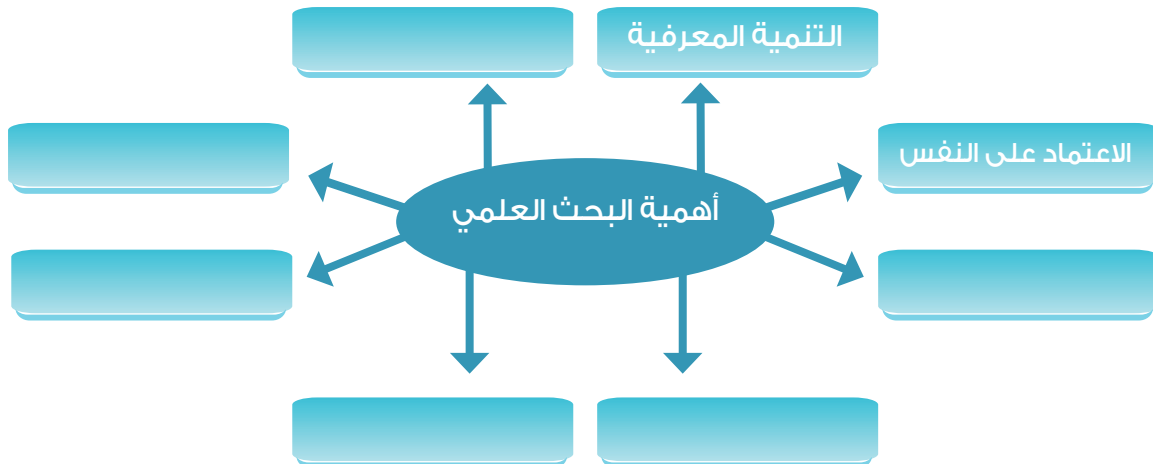 التنمية المعرفية
الاعتماد على النفس
أهمية البحث العلمي